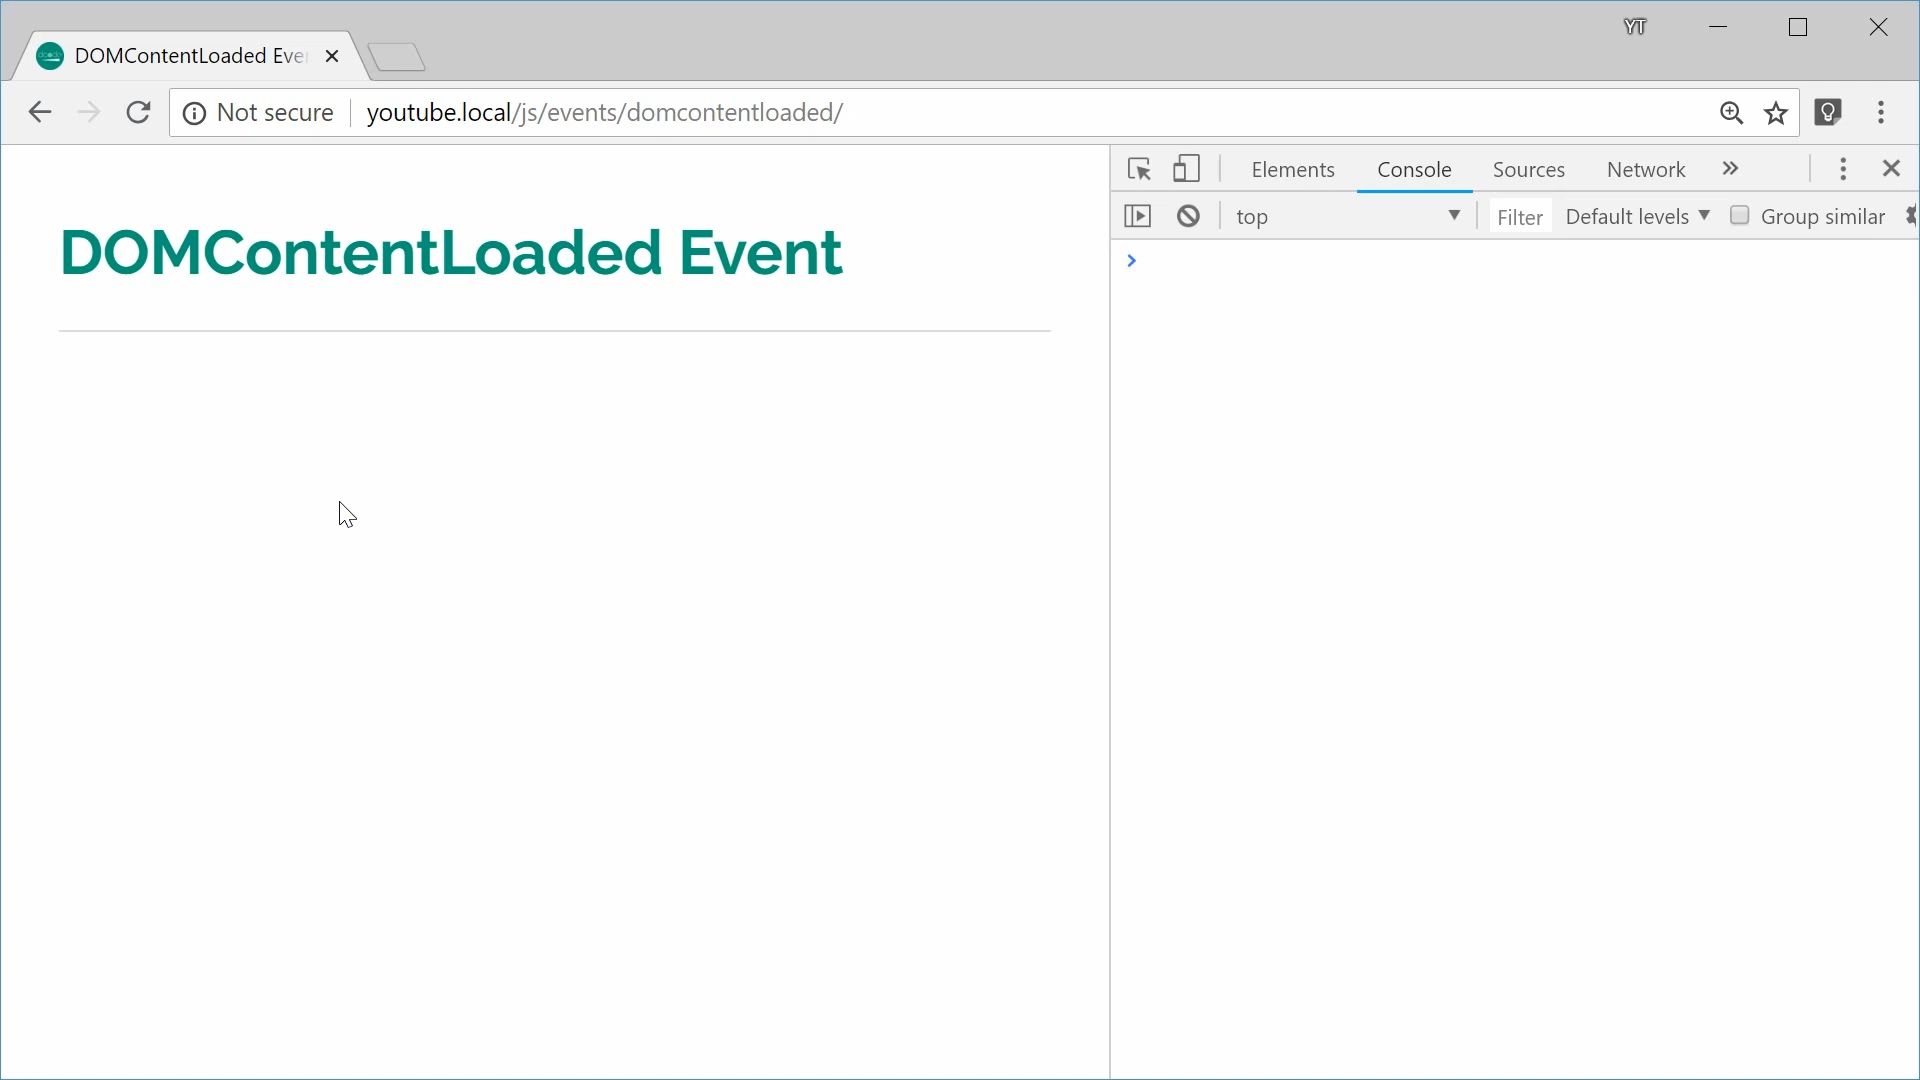 YT
DOMContentLoaded Eve
Not secure
youtube.local/js/events/domcontentloaded/
DOMContentLoaded Event
Elements Console Sources Network
top Filter Default levels Group similar